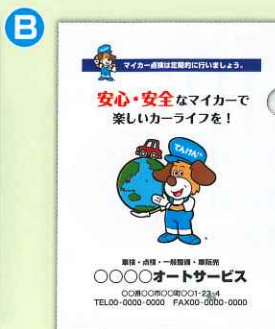 B
マイカー点検は定期的に行いましょう。
安心・安全なマイカーで
楽しいカーライフを!
てんけんくん
車検・点検・一般整備・車販売
○○○○オートサービス
○○県○○市○○町○○1-23-4
TEL00-0000-0000 FAX00-0000-0000